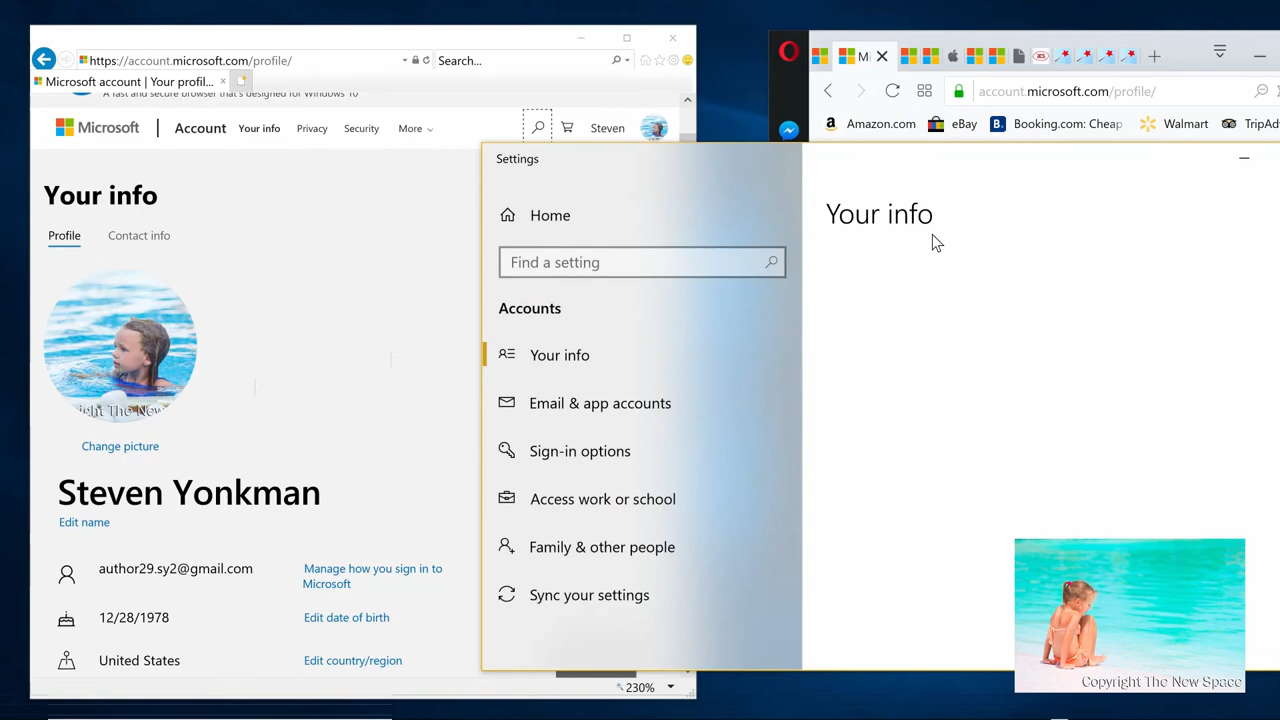 https://account.microsoft.com/profile/
Search...
Microsoft account | Your profil...
A fast and secure browser that's designed for Windows 10
Microsoft
Account
Your info
Privacy
Security
More
Steven
Your info
Profile
Contact info
Change picture
Steven Yonkman
Edit name
author29.sy2@gmail.com
Manage how you sign in to
Microsoft
12/28/1978
Edit date of birth
United States
Edit country/region
230%
Settings
Home
Find a setting
Accounts
Your info
Email & app accounts
Sign-in options
Access work or school
Family & other people
Sync your settings
Mi
account.microsoft.com/profile/
Amazon.com
eBay
Booking.com: Cheap
Walmart
TripAd
Your info
Copyright The New Space